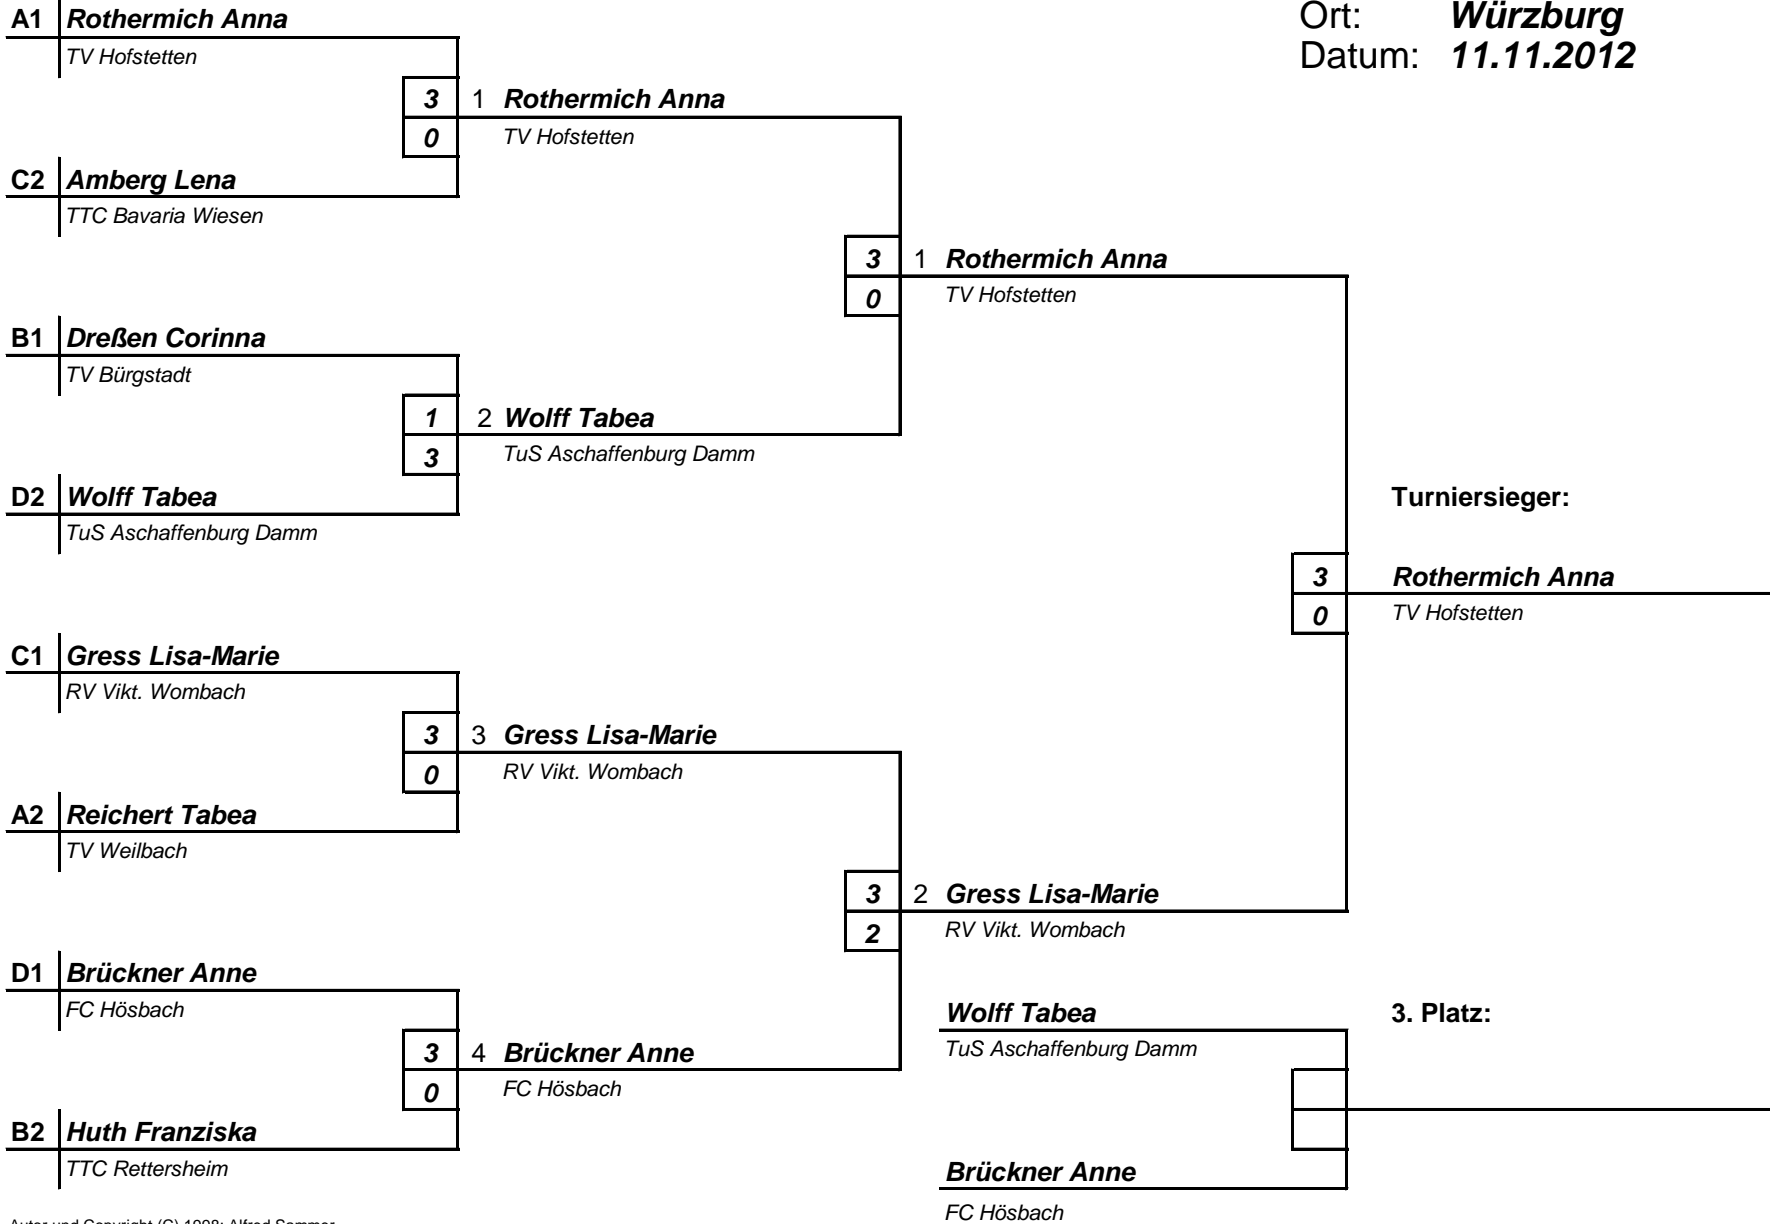 A1 Rothermich Anna
TV Hofstetten
Ort: Würzburg
Datum: 11.11.2012
3 1 Rothermich Anna
0 TV Hofstetten
C2 Amberg Lena
TTC Bavaria Wiesen
3 1 Rothermich Anna
0 TV Hofstetten
B1 Dreßen Corinna
TV Bürgstadt
1 2 Wolff Tabea
3 TuS Aschaffenburg Damm
D2 Wolff Tabea
TuS Aschaffenburg Damm
Turniersieger:
3 Rothermich Anna
0 TV Hofstetten
C1 Gress Lisa-Marie
RV Vikt. Wombach
3 3 Gress Lisa-Marie
0 RV Vikt. Wombach
A2 Reichert Tabea
TV Weilbach
3 2 Gress Lisa-Marie
2 RV Vikt. Wombach
D1 Brückner Anne
FC Hösbach
Wolff Tabea
TuS Aschaffenburg Damm
3. Platz:
3 4 Brückner Anne
0 FC Hösbach
B2 Huth Franziska
TTC Rettersheim
Brückner Anne
FC Hösbach
Autor und Copyright (C) 1998: Alfred Sommer